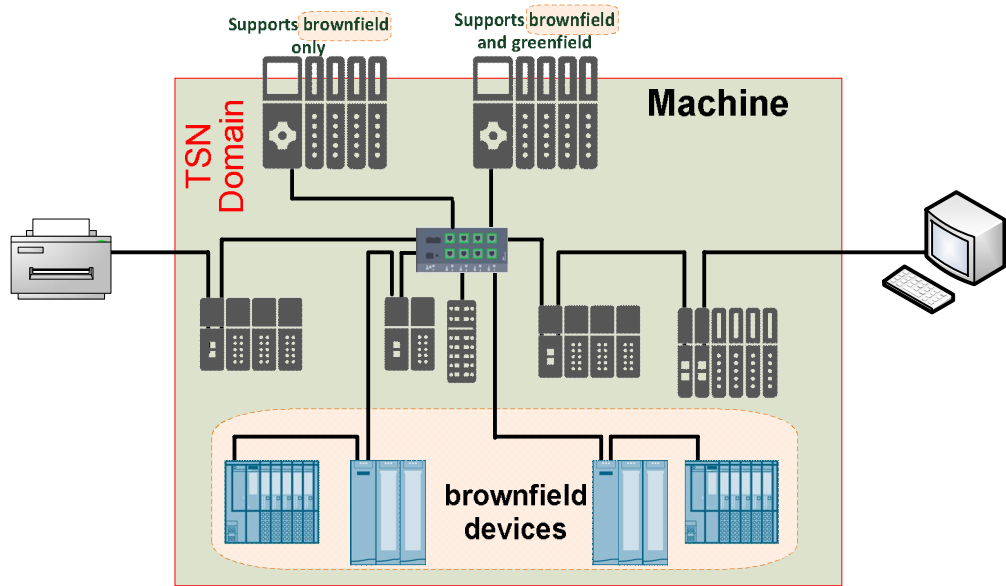 Supports brownfield
only
Supports brownfield
and greenfield
Machine
TSN
Domain
brownfield
devices